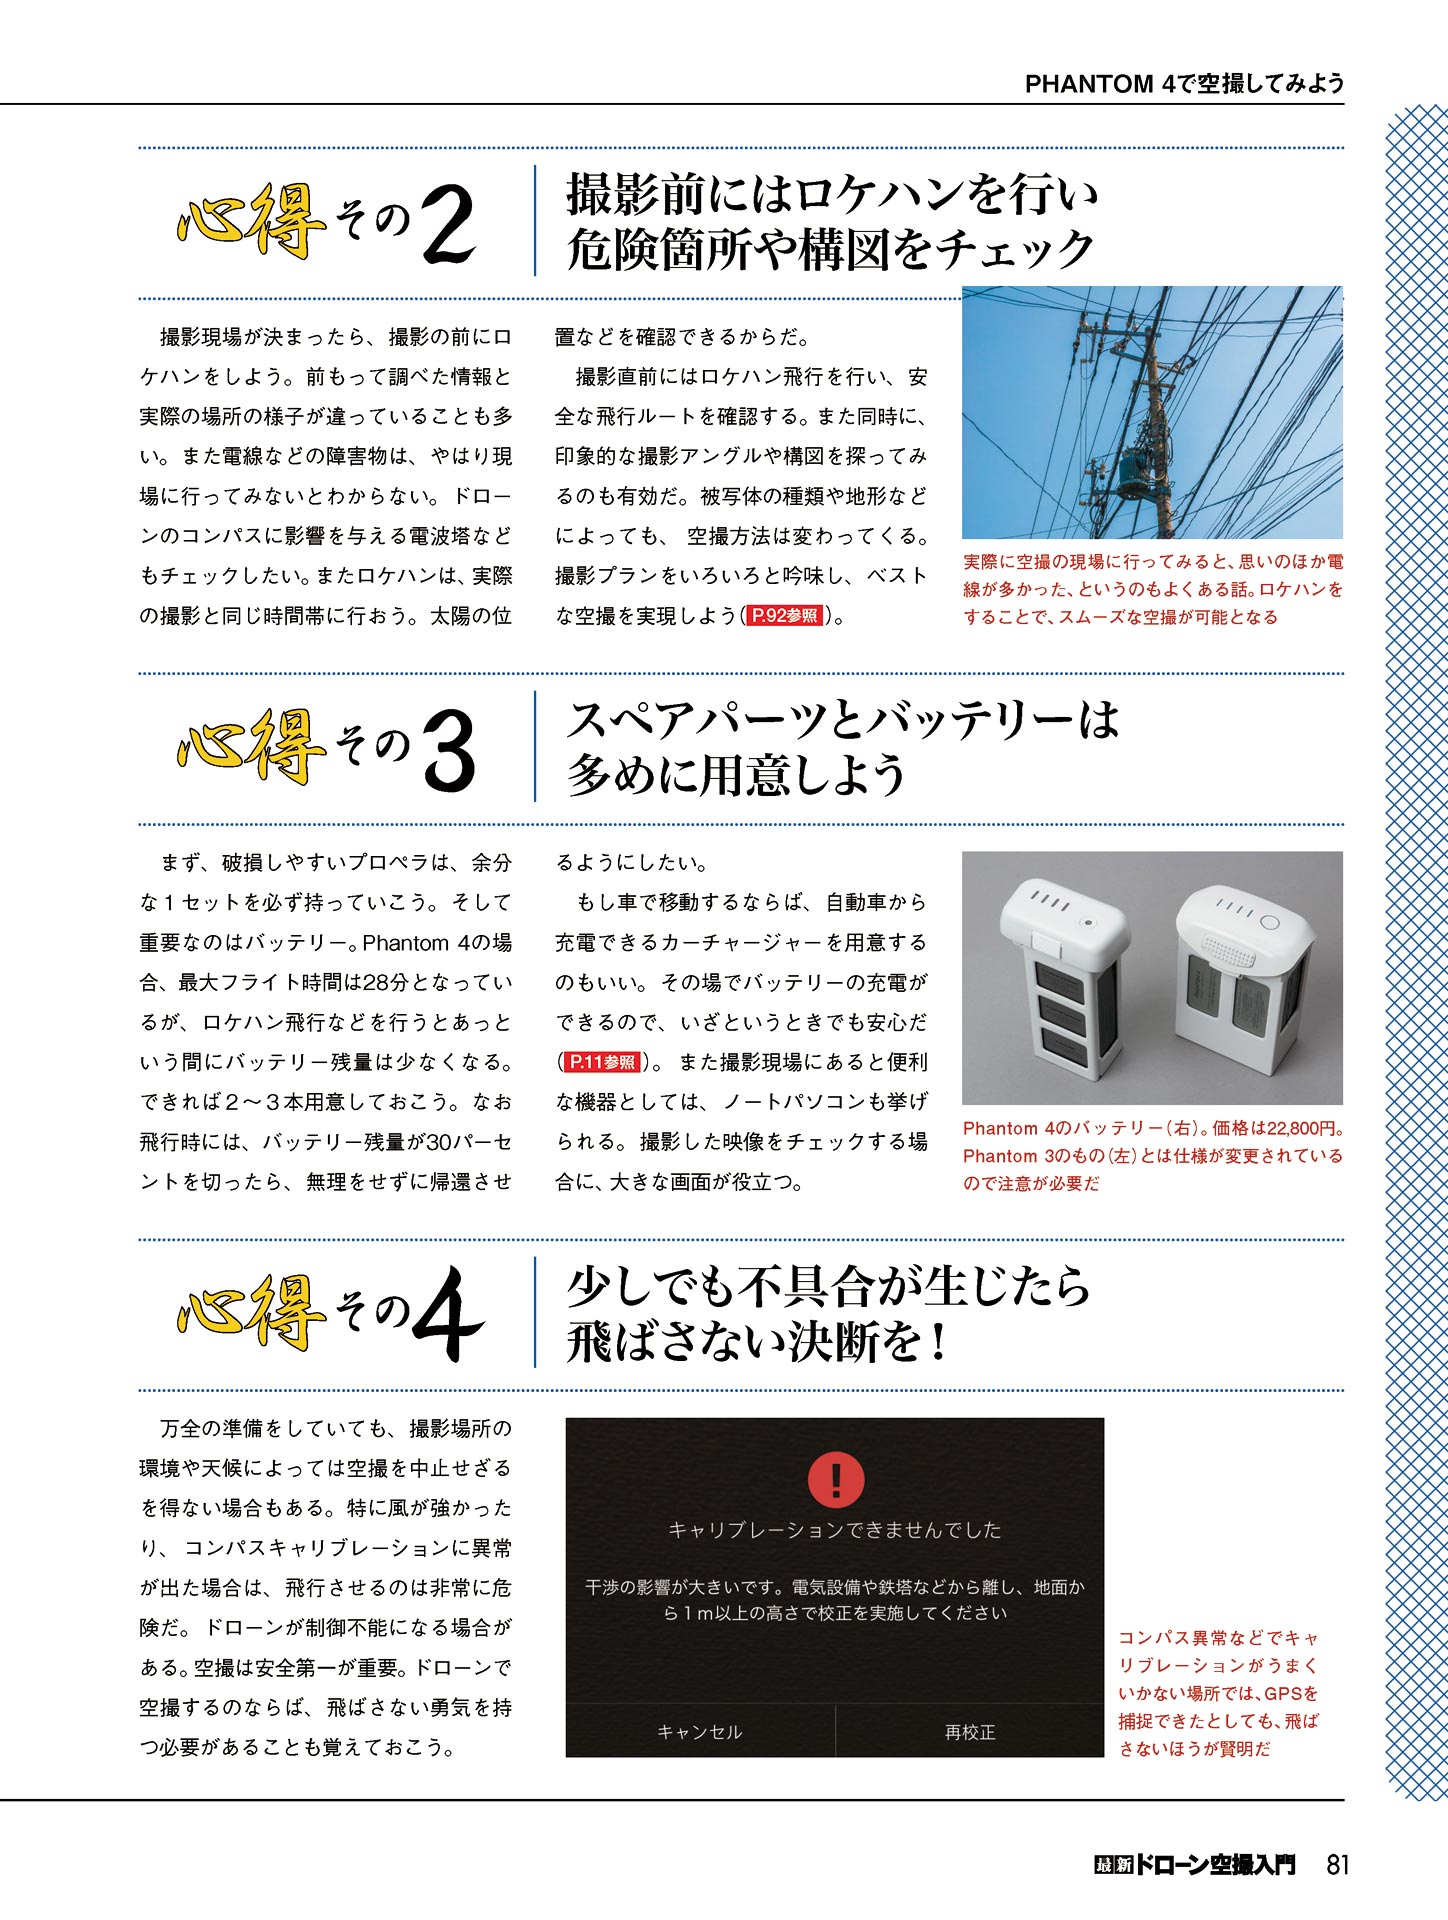 PHANTOM 4で空撮してみよう
心得その2
撮影前にはロケハンを行い
危険箇所や構図をチェック
撮影現場が決まったら、撮影の前にロ
ケハンをしよう。前もって調べた情報と
実際の場所の様子が違っていることも多
い。また電線などの障害物は、やはり現
場に行ってみないとわからない。ドロー
ンのコンパスに影響を与える電波塔など
もチェックしたい。またロケハンは、実際
の撮影と同じ時間帯に行おう。太陽の位
置などを確認できるからだ。
撮影直前にはロケハン飛行を行い、安
全な飛行ルートを確認する。また同時に、
印象的な撮影アングルや構図を探ってみ
るのも有効だ。被写体の種類や地形など
によっても、空撮方法は変わってくる。
撮影プランをいろいろと吟味し、ベスト
な空撮を実現しよう(P.92参照)。
実際に空撮の現場に行ってみると、思いのほか電
線が多かった、というのもよくある話。ロケハンを
することで、スムーズな空撮が可能となる
心得その3
スペアパーツとバッテリーは
多めに用意しよう
まず、破損しやすいプロペラは、余分
な1セットを必ず持っていこう。そして
重要なのはバッテリー。Phantom 4の場
合、最大フライト時間は28分となってい
るが、ロケハン飛行などを行うとあっと
いう間にバッテリー残量は少なくなる。
できれば2〜3本用意しておこう。なお
飛行時には、バッテリー残量が30パーセ
ントを切ったら、無理をせずに帰還させ
るようにしたい。
もし車で移動するならば、自動車から
充電できるカーチャージャーを用意する
のもいい。その場でバッテリーの充電が
できるので、いざというときでも安心だ
(P.11参照)。また撮影現場にあると便利
な機器としては、ノートパソコンも挙げ
られる。撮影した映像をチェックする場
合に、大きな画面が役立つ。
Phantom 4のバッテリー(右)。価格は22,800円。
Phantom 3のもの(左)とは仕様が変更されている
ので注意が必要だ
心得その4
少しでも不具合が生じたら
飛ばさない決断を!
万全の準備をしていても、撮影場所の
環境や天候によっては空撮を中止せざる
を得ない場合もある。特に風が強かった
り、コンパスキャリブレーションに異常
が出た場合は、飛行させるのは非常に危
険だ。ドローンが制御不能になる場合が
ある。空撮は安全第一が重要。ドローンで
空撮するのならば、飛ばさない勇気を持
つ必要があることも覚えておこう。
!
キャリブレーションできませんでした
干渉の影響が大きいです。電気設備や鉄塔などから離し、地面か
ら1m以上の高さで校正を実施してください
キャンセル
再校正
コンパス異常などでキャ
リブレーションがうまく
いかない場所では、GPSを
捕捉できたとしても、飛ば
さないほうが賢明だ
最新ドローン空撮入門 81